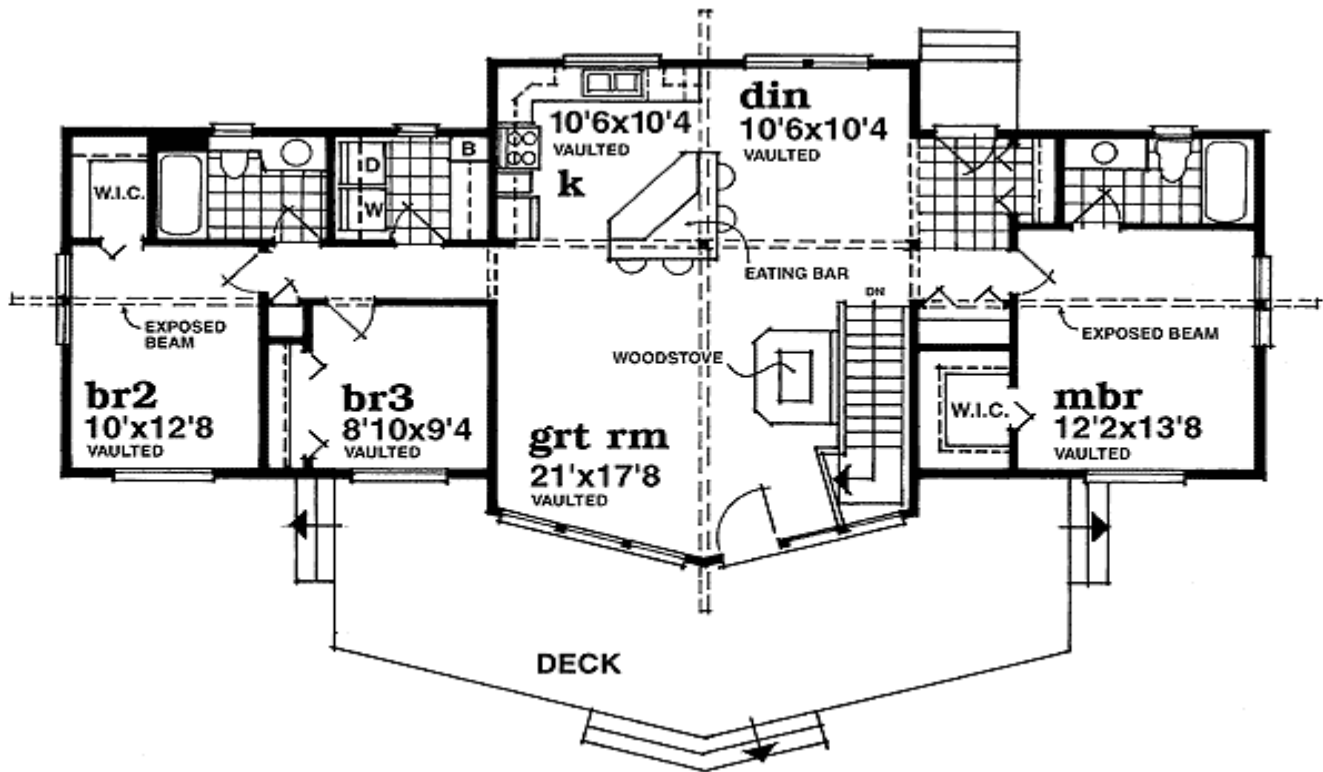 din
10'6x10'4
VAULTED
10'6x10'4
VAULTED
k
B
D
W
W.I.C.
EATING BAR
DN
EXPOSED
BEAM
EXPOSED BEAM
WOODSTOVE
br2
10'x12'8
VAULTED
br3
8'10x9'4
VAULTED
grt rm
21'x17'8
VAULTED
W.I.C.
mbr
12'2x13'8
VAULTED
DECK